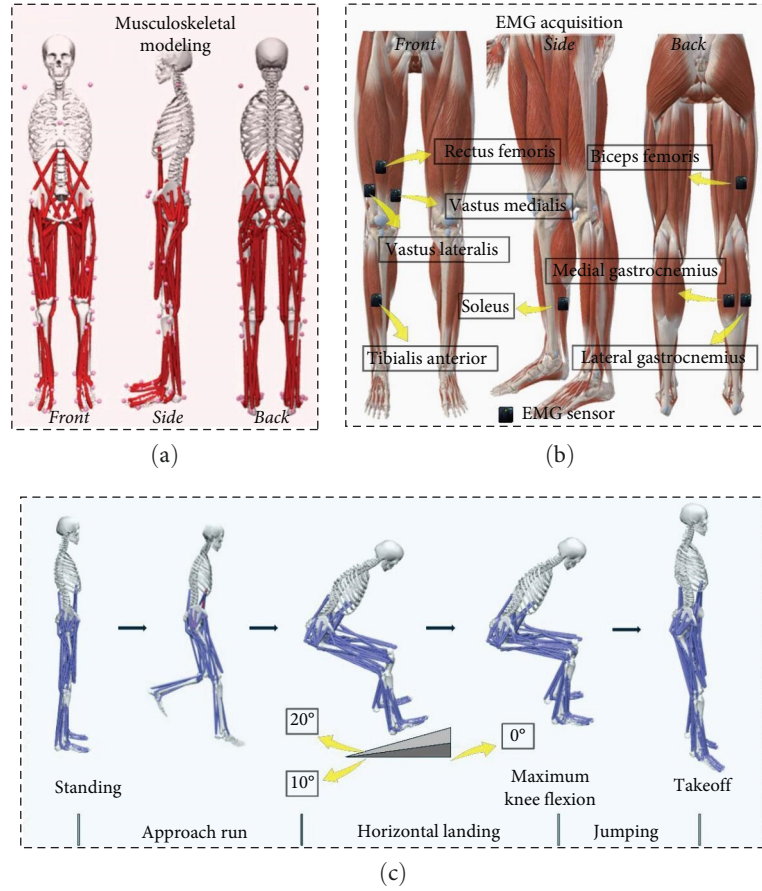 Musculoskeletal
modeling
Front
Side
Back
(a)
EMG acquisition
Front
Side
Back
Rectus femoris
Biceps femoris
Vastus medialis
Vastus lateralis
Medial gastrocnemius
Soleus
Tibialis anterior
Lateral gastrocnemius
EMG sensor
(b)
20°
0°
10°
Standing
Maximum
knee flexion
Takeoff
Approach run
Horizontal landing
Jumping
(c)